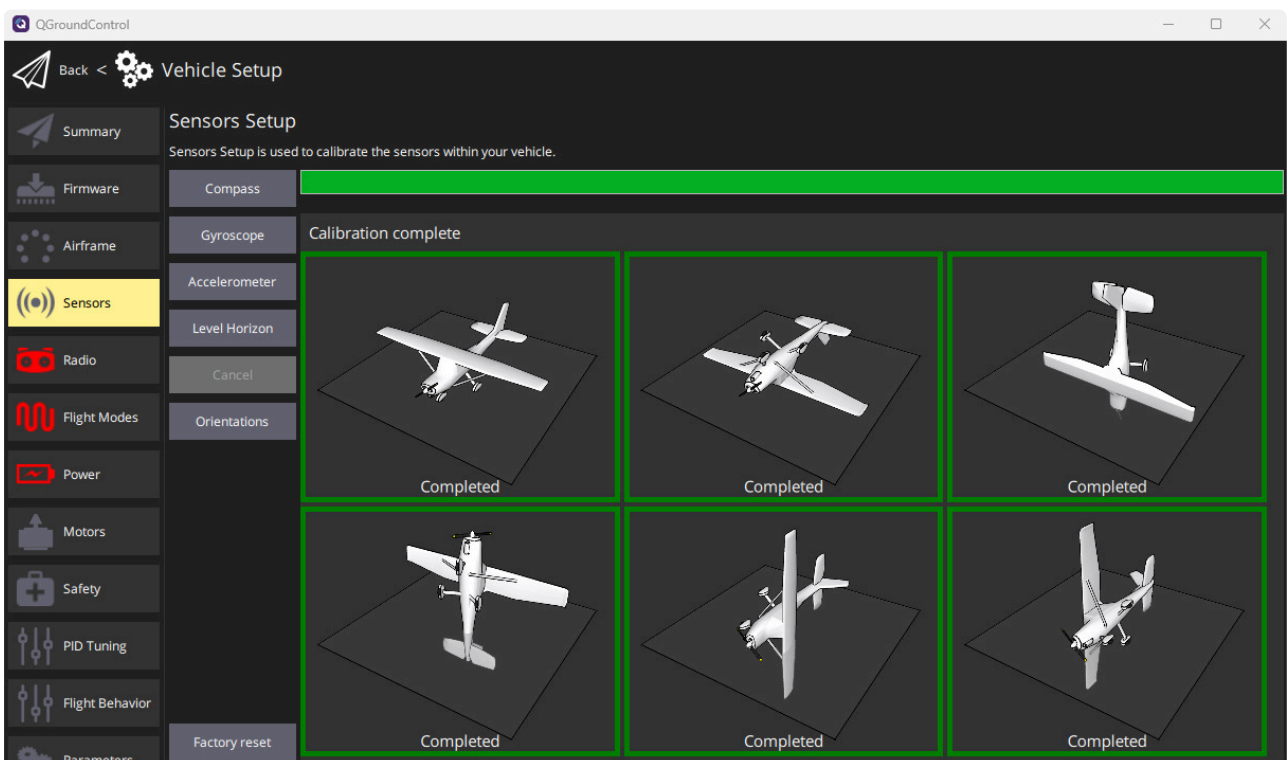 QGroundControl
Back < Vehicle Setup
Summary
Firmware
Airframe
Sensors
Radio
Flight Modes
Power
Motors
Safety
PID Tuning
Flight Behavior
Parameters
Sensors Setup
Sensors Setup is used to calibrate the sensors within your vehicle.
Compass
Gyroscope
Accelerometer
Level Horizon
Cancel
Orientations
Factory reset
Calibration complete
Completed
Completed
Completed
Completed
Completed
Completed